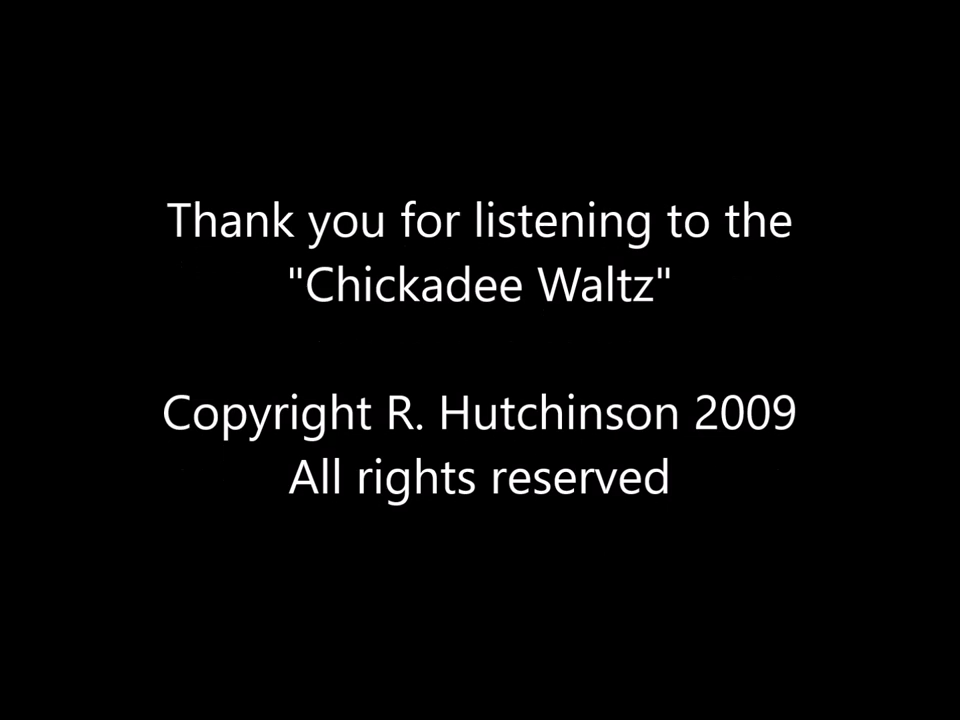 Thank you for listening to the
"Chickadee Waltz"
Copyright R. Hutchinson 2009
All rights reserved